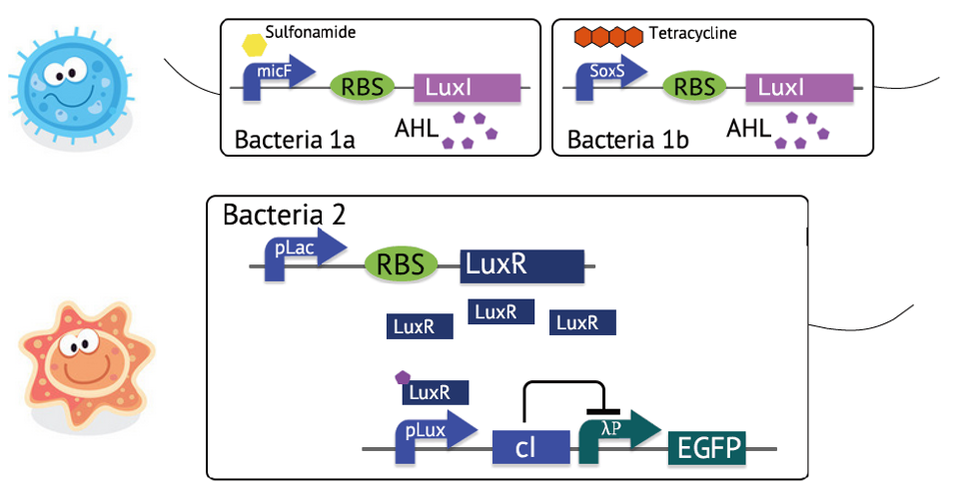 Sulfonamide
micF
RBS
LuxI
AHL
Bacteria 1a
Tetracycline
SoxS
RBS
LuxI
AHL
Bacteria 1b
Bacteria 2
pLac
RBS
LuxR
LuxR
LuxR
LuxR
LuxR
pLux
cI
λP
EGFP